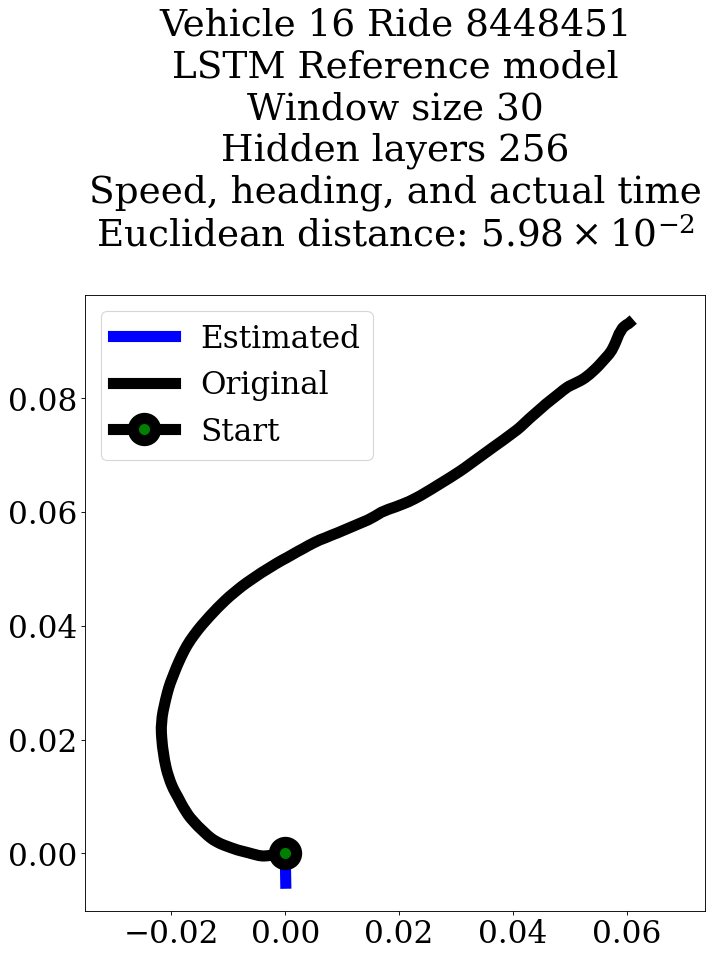 Vehicle 16 Ride 8448451
LSTM Reference model
Window size 30
Hidden layers 256
Speed, heading, and actual time
Euclidean distance: 5.98 × 10⁻²
Estimated
Original
Start
0.08
0.06
0.04
0.02
0.00
−0.02 0.00 0.02 0.04 0.06